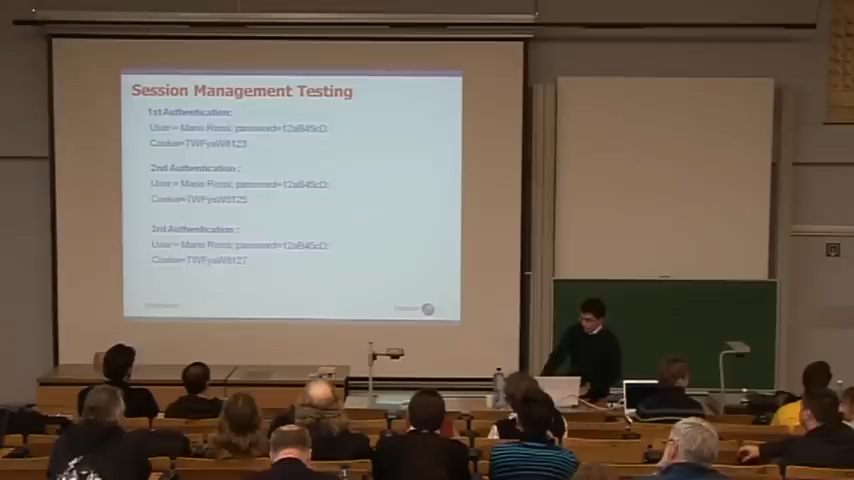 Session Management Testing
1st Authentication:
User = Mario Rossi; password=12aB45cD;
Cookie=TWFyaW8123
2nd Authentication :
User = Mario Rossi; password=12aB45cD;
Cookie=TWFyaW8125
3rd Authentication :
User = Mario Rossi; password=12aB45cD;
Cookie=TWFyaW8127